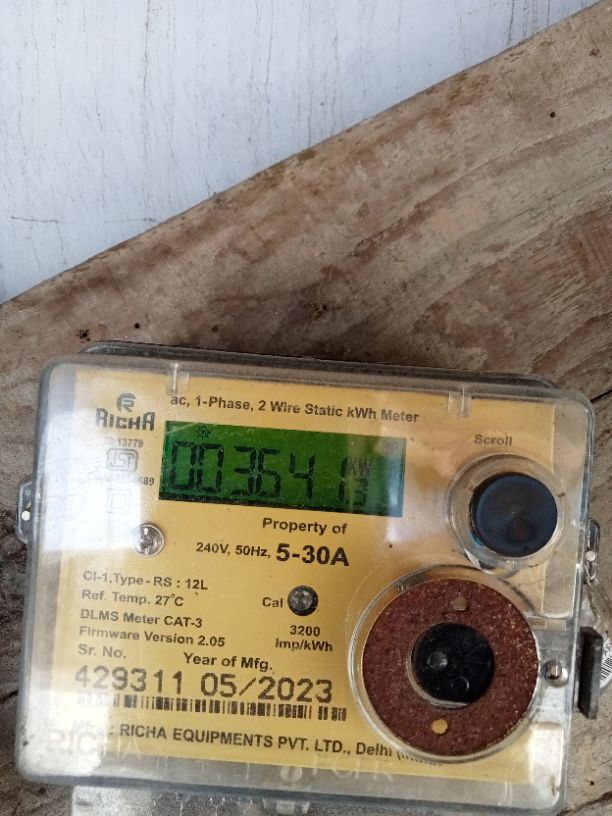 RICHA
ac, 1-Phase, 2 Wire Static kWh Meter
IS 13779
Scroll
KW
Property of
240V, 50Hz, 5-30A
Cl-1,Type - RS : 12L
Ref. Temp. 27°C
Cal
DLMS Meter CAT-3
3200
Imp/kWh
Firmware Version 2.05
Sr. No.
Year of Mfg.
429311 05/2023
RICHA EQUIPMENTS PVT. LTD., Delhi
RICHA